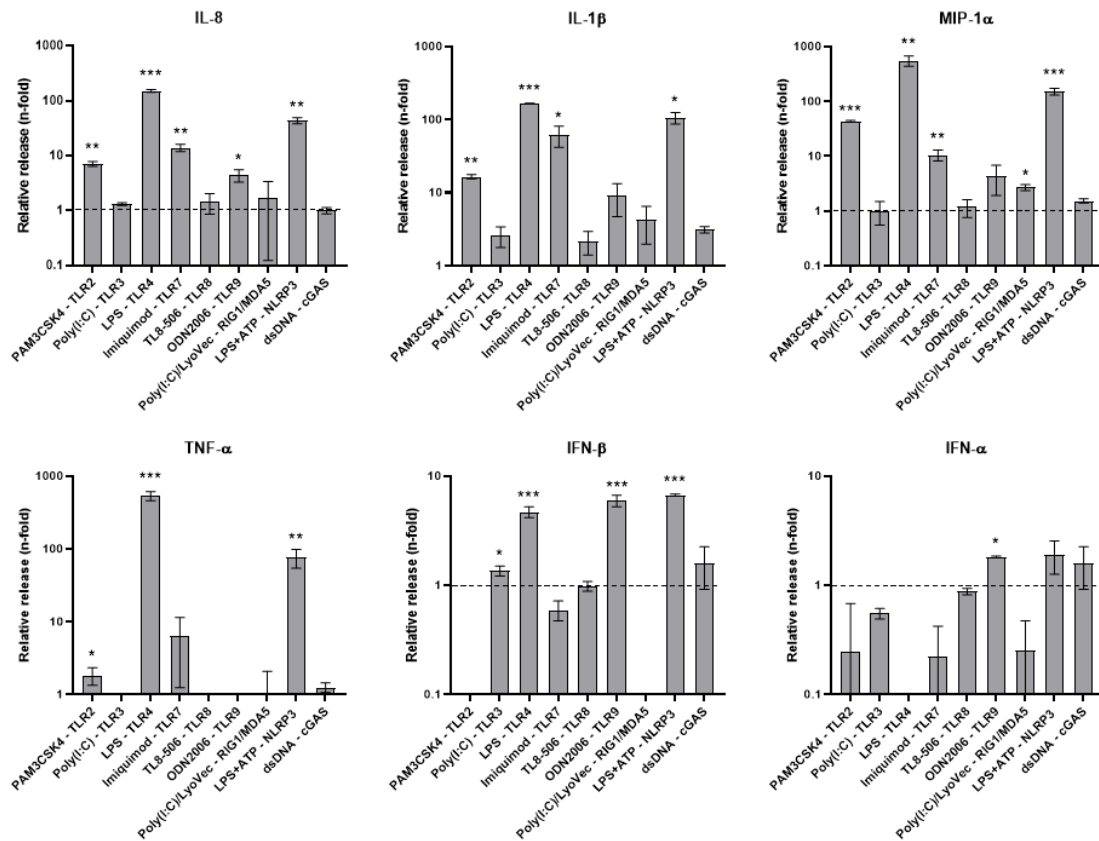 IL-8
Relative release (n-fold)
1000
100
10
1
0.1
** *** ** * **
PAM3CSK4 - TLR2
Poly(I:C) - TLR3
LPS - TLR4
Imiquimod - TLR7
TL8-506 - TLR8
ODN2006 - TLR9
Poly(I:C)/LyoVec - RIG1/MDA5
LPS+ATP - NLRP3
dsDNA - cGAS
IL-1β
Relative release (n-fold)
1000
100
10
1
** *** * *
PAM3CSK4 - TLR2
Poly(I:C) - TLR3
LPS - TLR4
Imiquimod - TLR7
TL8-506 - TLR8
ODN2006 - TLR9
Poly(I:C)/LyoVec - RIG1/MDA5
LPS+ATP - NLRP3
dsDNA - cGAS
MIP-1α
Relative release (n-fold)
1000
100
10
1
0.1
*** ** ** * ***
PAM3CSK4 - TLR2
Poly(I:C) - TLR3
LPS - TLR4
Imiquimod - TLR7
TL8-506 - TLR8
ODN2006 - TLR9
Poly(I:C)/LyoVec - RIG1/MDA5
LPS+ATP - NLRP3
dsDNA - cGAS
TNF-α
Relative release (n-fold)
1000
100
10
1
* *** **
PAM3CSK4 - TLR2
Poly(I:C) - TLR3
LPS - TLR4
Imiquimod - TLR7
TL8-506 - TLR8
ODN2006 - TLR9
Poly(I:C)/LyoVec - RIG1/MDA5
LPS+ATP - NLRP3
dsDNA - cGAS
IFN-β
Relative release (n-fold)
10
1
0.1
* *** *** ***
PAM3CSK4 - TLR2
Poly(I:C) - TLR3
LPS - TLR4
Imiquimod - TLR7
TL8-506 - TLR8
ODN2006 - TLR9
Poly(I:C)/LyoVec - RIG1/MDA5
LPS+ATP - NLRP3
dsDNA - cGAS
IFN-α
Relative release (n-fold)
10
1
0.1
*
PAM3CSK4 - TLR2
Poly(I:C) - TLR3
LPS - TLR4
Imiquimod - TLR7
TL8-506 - TLR8
ODN2006 - TLR9
Poly(I:C)/LyoVec - RIG1/MDA5
LPS+ATP - NLRP3
dsDNA - cGAS